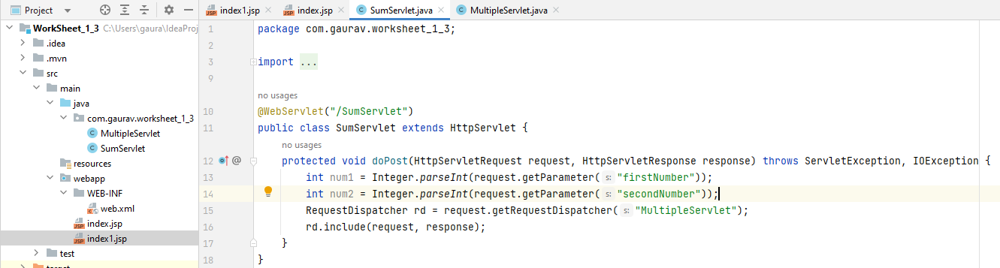 Project
WorkSheet_1_3 C:\Users\gaura\IdeaProj
.idea
.mvn
src
main
java
com.gaurav.worksheet_1_3
MultipleServlet
SumServlet
resources
webapp
WEB-INF
web.xml
index.jsp
index1.jsp
test
target
index1.jsp index.jsp SumServlet.java MultipleServlet.java
1 package com.gaurav.worksheet_1_3;
2
3 import ...
9
no usages
10 @WebServlet("/SumServlet")
11 public class SumServlet extends HttpServlet {
no usages
12 protected void doPost(HttpServletRequest request, HttpServletResponse response) throws ServletException, IOException {
13 int num1 = Integer.parseInt(request.getParameter( s: "firstNumber"));
14 int num2 = Integer.parseInt(request.getParameter( s: "secondNumber"));
15 RequestDispatcher rd = request.getRequestDispatcher( s: "MultipleServlet");
16 rd.include(request, response);
17 }
18 }